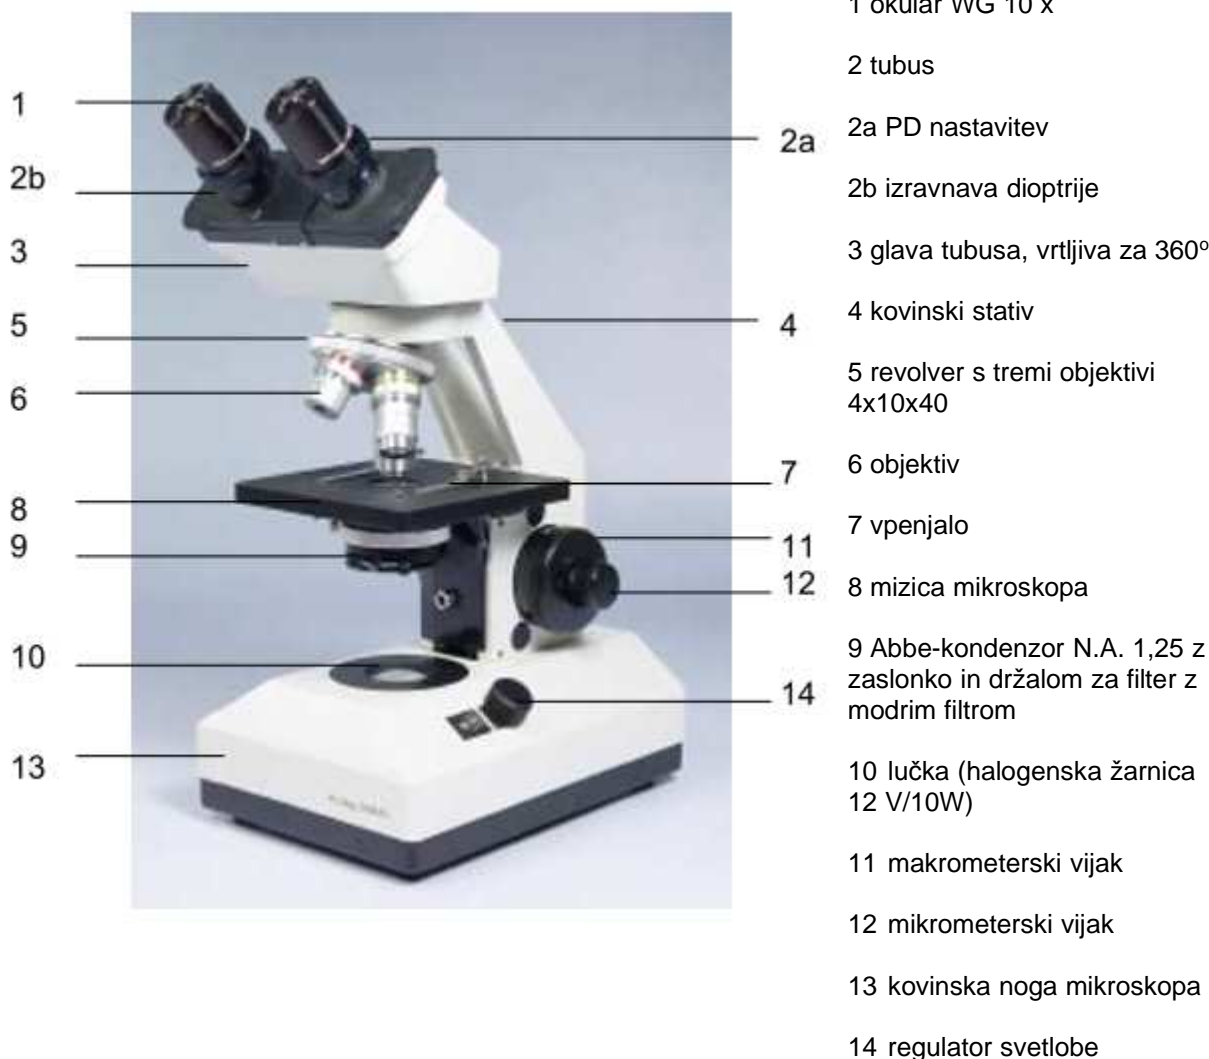 1 okular WG 10 x
2 tubus
2a PD nastavitev
2b izravnava dioptrije
3 glava tubusa, vrtljiva za 360º
4 kovinski stativ
5 revolver s tremi objektivi
4x10x40
6 objektiv
7 vpenjalo
8 mizica mikroskopa
9 Abbe-kondenzor N.A. 1,25 z
zaslonko in držalom za filter z
modrim filtrom
10 lučka (halogenska žarnica
12 V/10W)
11 makrometerski vijak
12 mikrometerski vijak
13 kovinska noga mikroskopa
14 regulator svetlobe
1
2b
3
5
6
8
9
10
13
2a
4
7
11
12
14